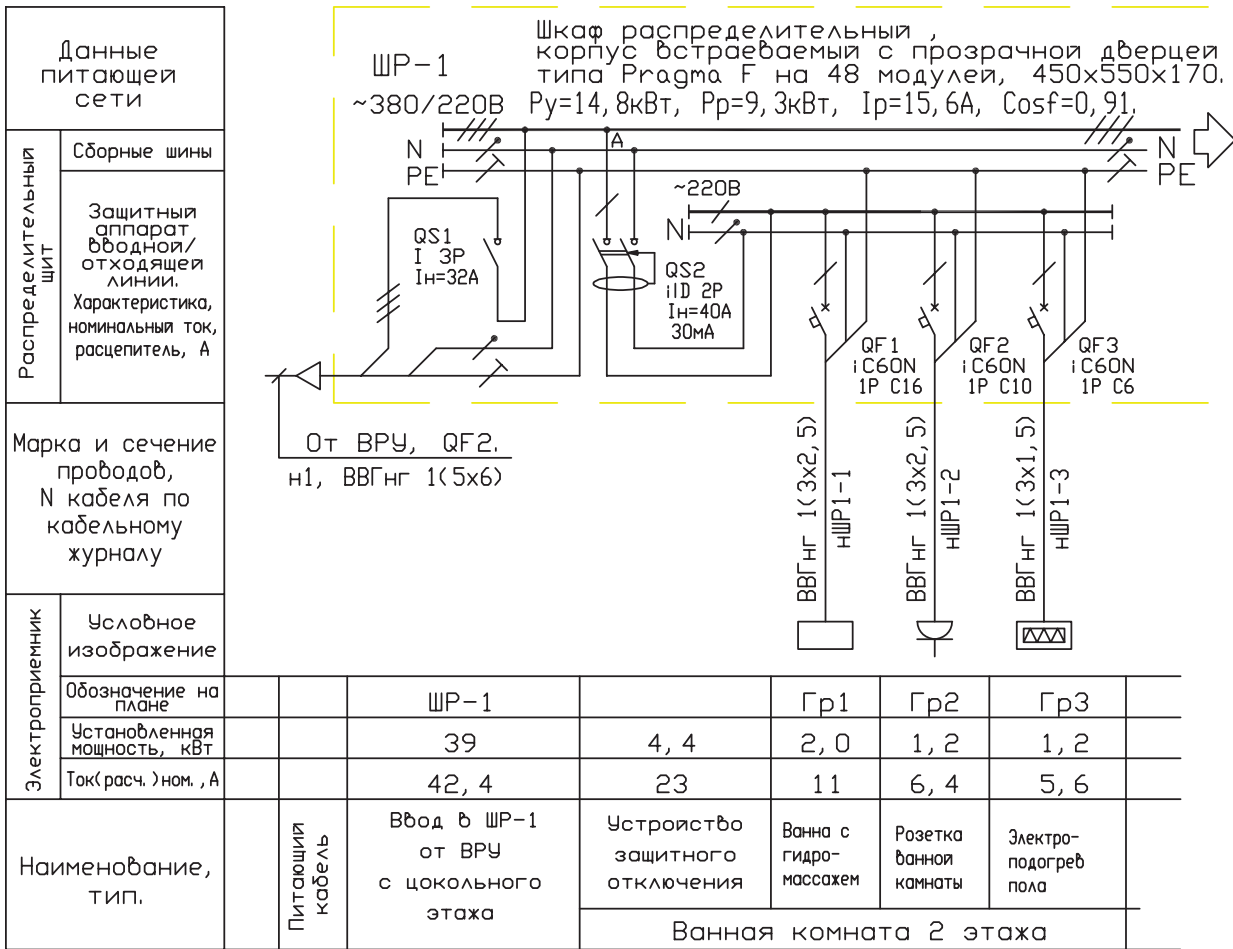 Данные
питающей
сети
ШР-1
~380/220В
Шкаф распределительный ,
корпус встраеваемый с прозрачной дверцей
типа Pragma F на 48 модулей, 450х550х170.
Ру=14,8кВт, Рр=9,3кВт, Iр=15,6А, Cosf=0,91.
Распределительный
щит
Сборные шины
N
PE
А
N
PE
Защитный
аппарат
вводной/
отходящей
линии.
Характеристика,
номинальный ток,
расцепитель, А
QS1
I 3P
Iн=32А
~220В
N
QS2
iID 2P
Iн=40А
30мА
QF1
iC60N
1P C16
QF2
iC60N
1P C10
QF3
iC60N
1P C6
Марка и сечение
проводов,
N кабеля по
кабельному
журналу
От ВРУ, QF2.
н1, ВВГнг 1(5х6)
ВВГнг 1(3х2,5)
нШР1-1
ВВГнг 1(3х2,5)
нШР1-2
ВВГнг 1(3х1,5)
нШР1-3
Электроприемник
Условное
изображение
Обозначение на
плане
ШР-1
Гр1
Гр2
Гр3
Установленная
мощность, кВт
39
4,4
2,0
1,2
1,2
Ток(расч.)ном.,А
42,4
23
11
6,4
5,6
Наименование,
тип.
Питающий
кабель
Ввод в ШР-1
от ВРУ
с цокольного
этажа
Устройство
защитного
отключения
Ванна с
гидро-
массажем
Розетка
ванной
камнаты
Электро-
подогрев
пола
Ванная комната 2 этажа